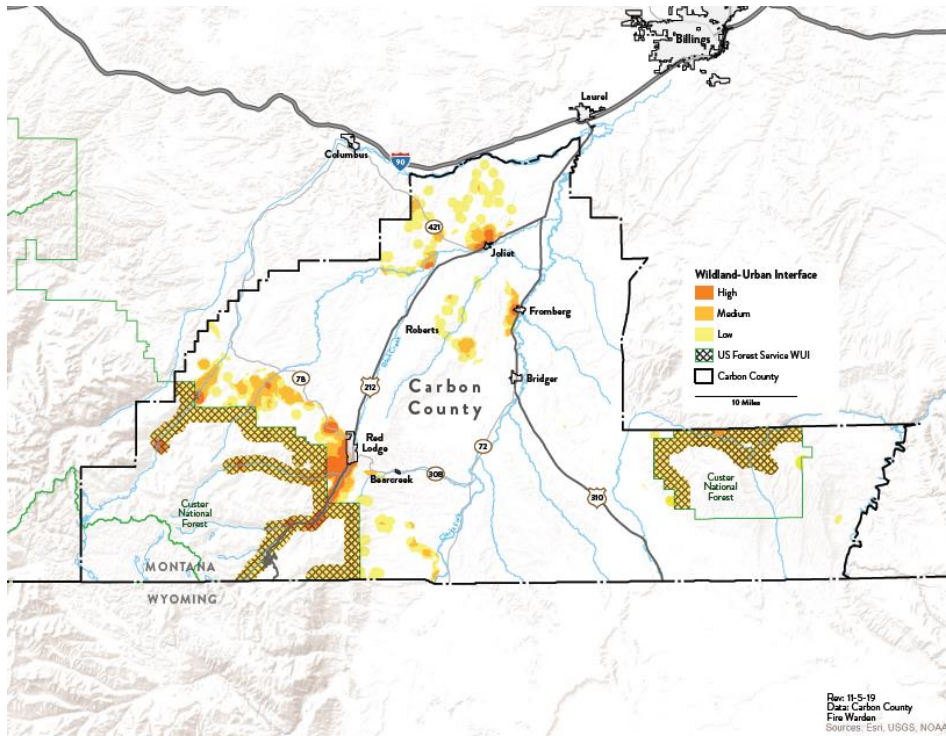 Billings
Laurel
Columbus
90
421
Joliet
Wildland-Urban Interface
High
Medium
Low
US Forest Service WUI
Carbon County
10 Miles
Fromberg
Roberts
78
212
Bridger
Carbon
County
Red
Lodge
72
Bearcreek
308
310
Custer
National
Forest
Custer
National
Forest
MONTANA
WYOMING
Rev: 11-5-19
Data: Carbon County
Fire Warden
Sources: Esri, USGS, NOAA